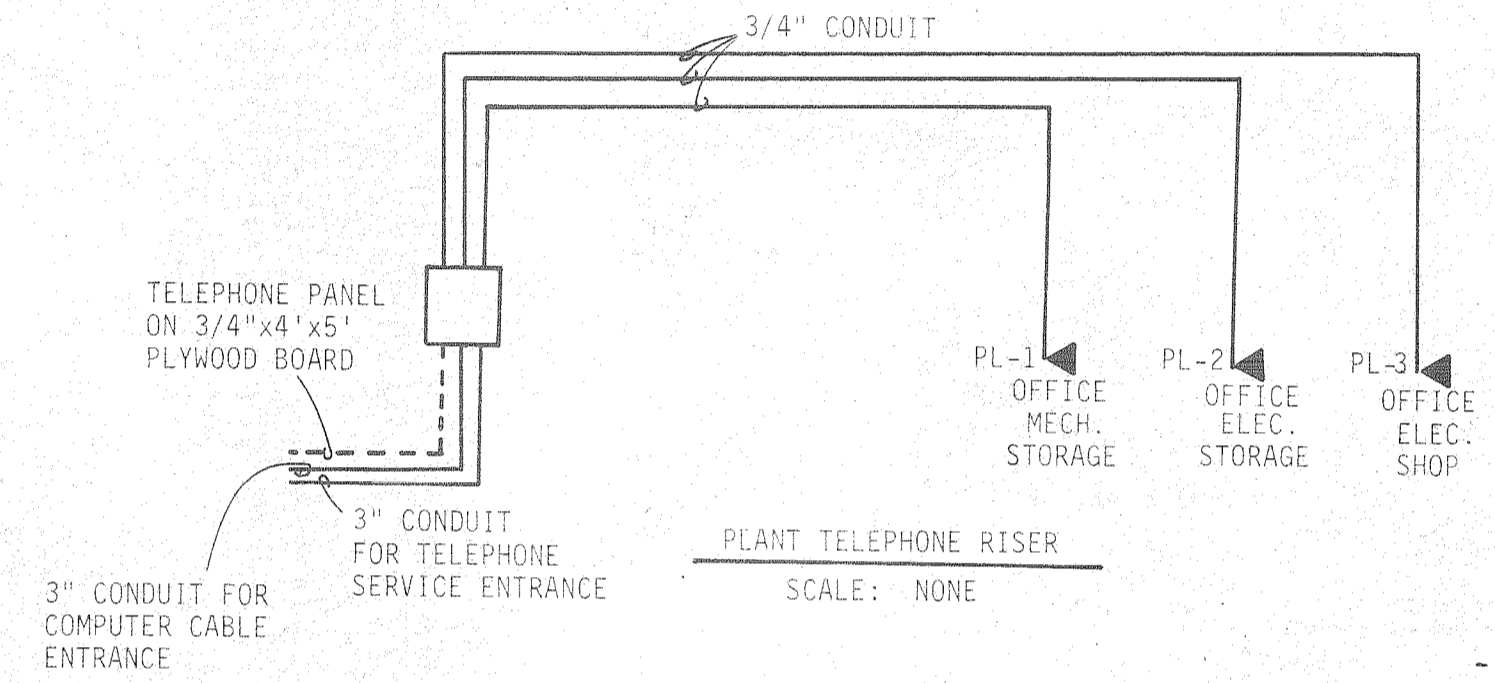 3/4" CONDUIT
TELEPHONE PANEL
ON 3/4"x4'x5'
PLYWOOD BOARD
PL-1
OFFICE
MECH.
STORAGE
PL-2
OFFICE
ELEC.
STORAGE
PL-3
OFFICE
ELEC.
SHOP
3" CONDUIT
FOR TELEPHONE
SERVICE ENTRANCE
3" CONDUIT FOR
COMPUTER CABLE
ENTRANCE
PLANT TELEPHONE RISER
SCALE: NONE